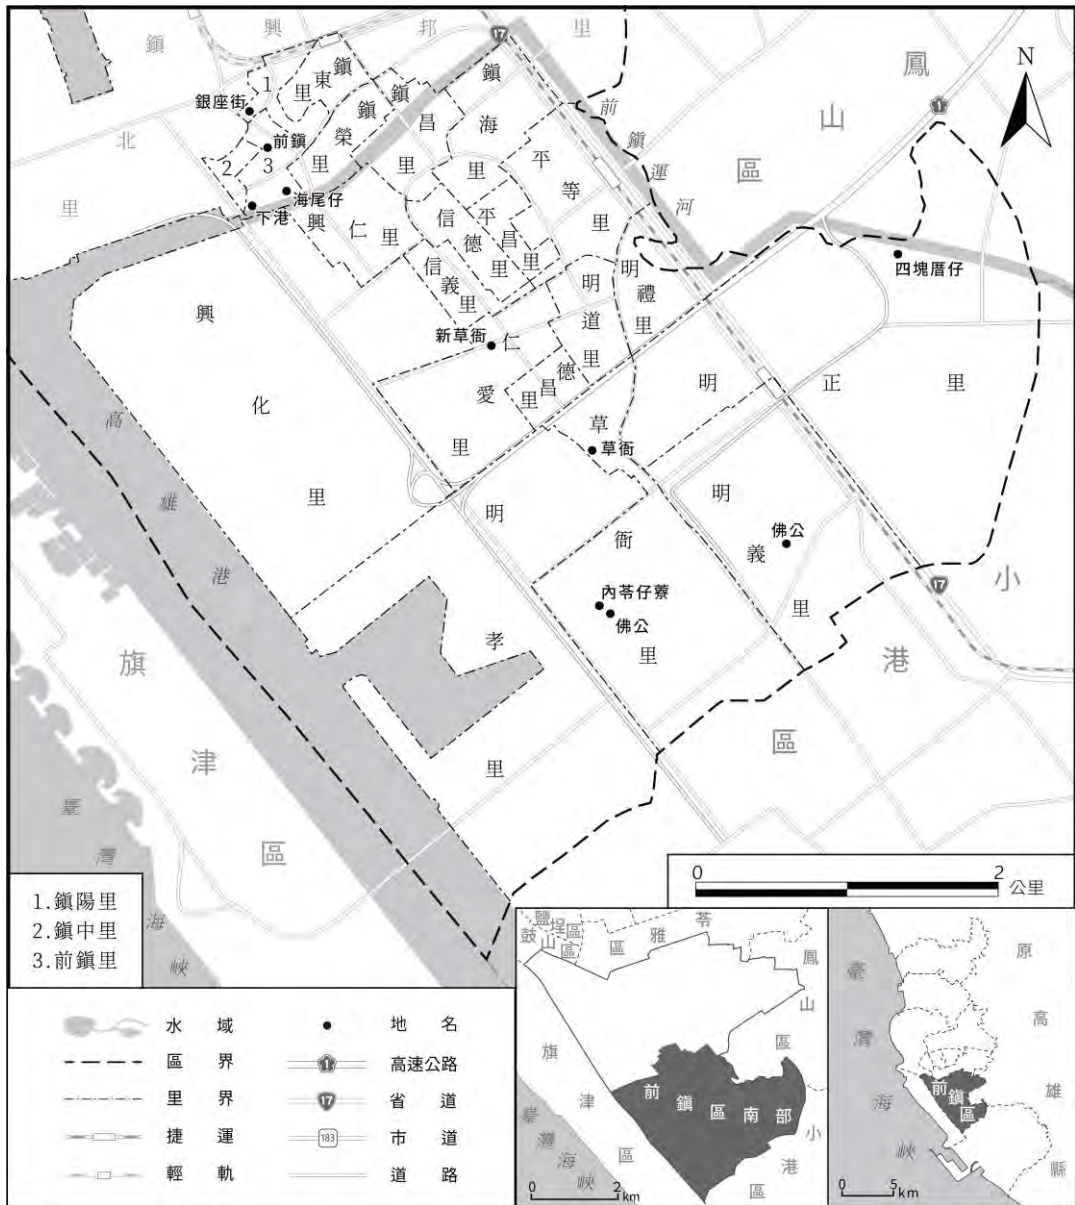 鎮北里
興邦里
17
鳳山區
1
N
前鎮運河
銀座街
1
鎮東里
前鎮
2
3
鎮榮里
鎮昌里
鎮海里
平等里
海尾仔
下港
興仁里
信義里
信德里
平昌里
明道里
明禮里
四塊厝仔
新草衙
仁愛里
德昌里
草
草衙
明正里
興化里
高雄港
明孝里
衙里
明義里
佛公
內苓仔藔
佛公
17
小港區
旗津區
臺灣海峽
0 2
公里
1.鎮陽里
2.鎮中里
3.前鎮里
水域
區界
里界
捷運
輕軌
地名
1 高速公路
17 省道
183 市道
道路
鹽埕區
鼓山區
苓雅區
鳳山區
旗津區
前鎮區南部
小港區
臺灣海峽
0 2
km
原高雄縣
前鎮區
臺灣海峽
0 5
km